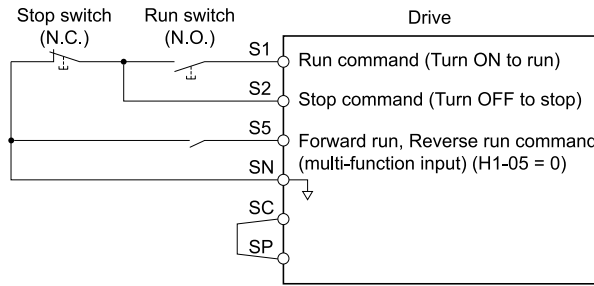 Stop switch
(N.C.)
Run switch
(N.O.)
Drive
S1
Run command (Turn ON to run)
S2
Stop command (Turn OFF to stop)
S5
Forward run, Reverse run command
(multi-function input) (H1-05 = 0)
SN
SC
SP